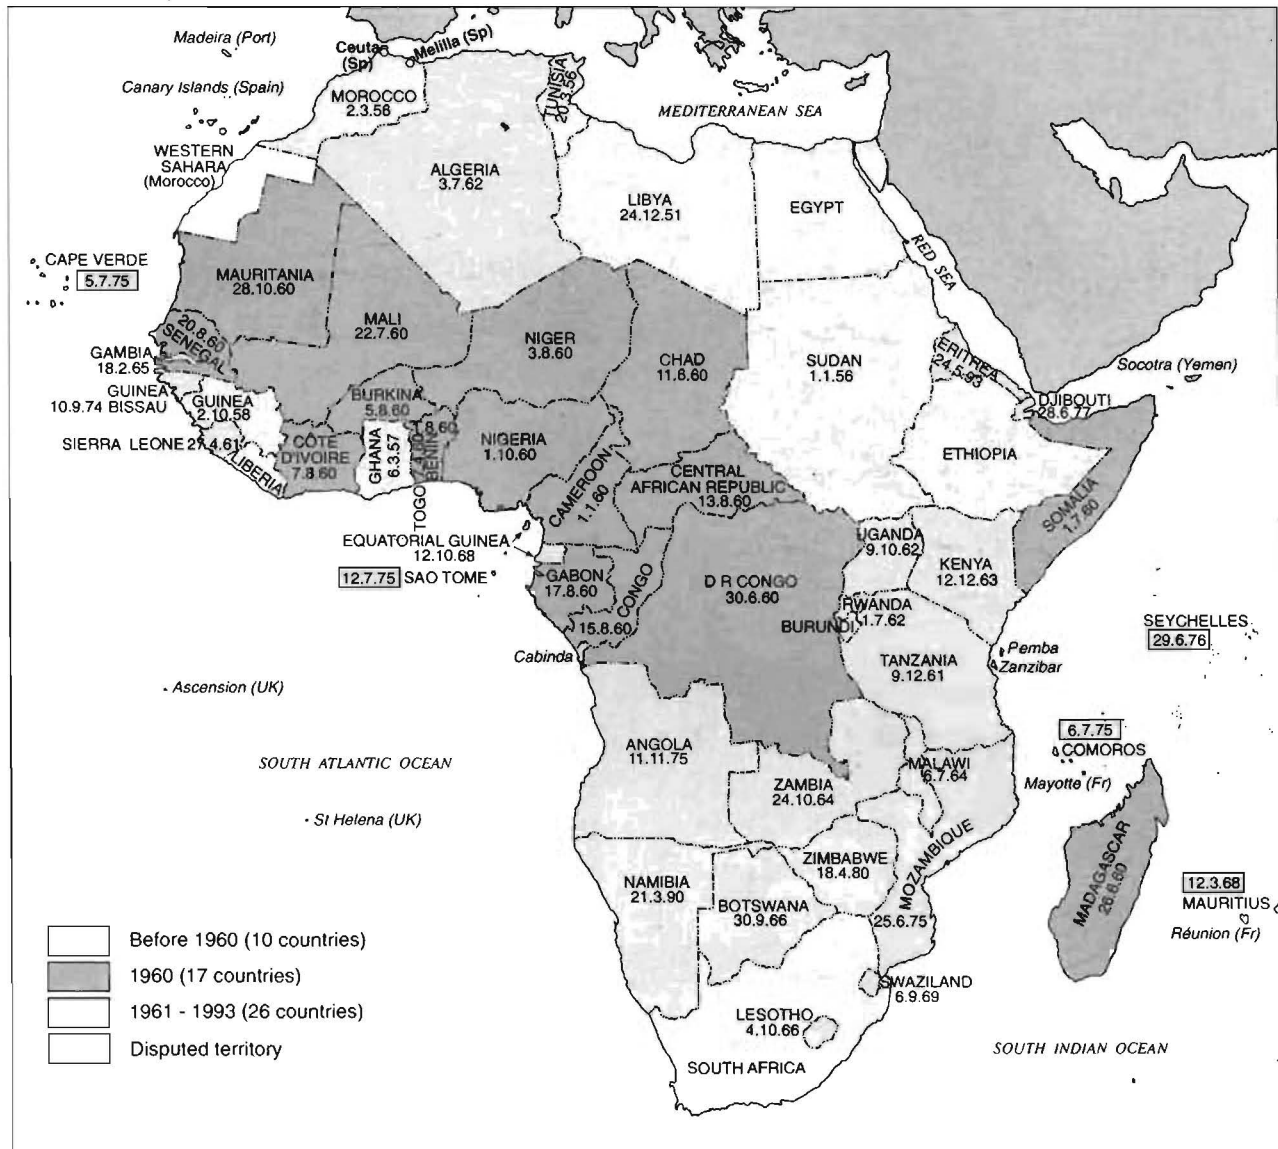 Madeira (Port)
Ceuta (Sp)
Melilla (Sp)
Canary Islands (Spain)
MOROCCO
2.3.56
TUNISIA
20.3.56
MEDITERRANEAN SEA
WESTERN
SAHARA
(Morocco)
ALGERIA
3.7.62
LIBYA
24.12.51
EGYPT
RED SEA
CAPE VERDE
5.7.75
MAURITANIA
28.10.60
MALI
22.7.60
NIGER
3.8.60
CHAD
11.8.60
SUDAN
1.1.56
ERITREA
24.5.93
Socotra (Yemen)
20.8.60
SENEGAL
GAMBIA
18.2.65
GUINEA
10.9.74 BISSAU
GUINEA
2.10.58
BURKINA
5.8.60
DJIBOUTI
28.6.77
SIERRA LEONE 27.4.61
LIBERIA
CÔTE
D'IVOIRE
7.8.60
GHANA
6.3.57
TOGO
BENIN
NIGERIA
1.10.60
CAMEROON
1.1.60
CENTRAL
AFRICAN REPUBLIC
13.8.60
ETHIOPIA
SOMALIA
1.7.60
EQUATORIAL GUINEA
12.10.68
12.7.75 SAO TOME
GABON
17.8.60
CONGO
15.8.60
D R CONGO
30.6.60
UGANDA
9.10.62
KENYA
12.12.63
RWANDA
1.7.62
BURUNDI
SEYCHELLES
29.6.76
Cabinda
TANZANIA
9.12.61
Pemba
Zanzibar
Ascension (UK)
6.7.75
COMOROS
Mayotte (Fr)
ANGOLA
11.11.75
SOUTH ATLANTIC OCEAN
ZAMBIA
24.10.64
MALAWI
6.7.64
St Helena (UK)
MOZAMBIQUE
25.6.75
ZIMBABWE
18.4.80
MADAGASCAR
26.6.60
NAMIBIA
21.3.90
BOTSWANA
30.9.66
12.3.68
MAURITIUS
Réunion (Fr)
SWAZILAND
6.9.69
LESOTHO
4.10.66
SOUTH AFRICA
SOUTH INDIAN OCEAN
Before 1960 (10 countries)
1960 (17 countries)
1961 - 1993 (26 countries)
Disputed territory